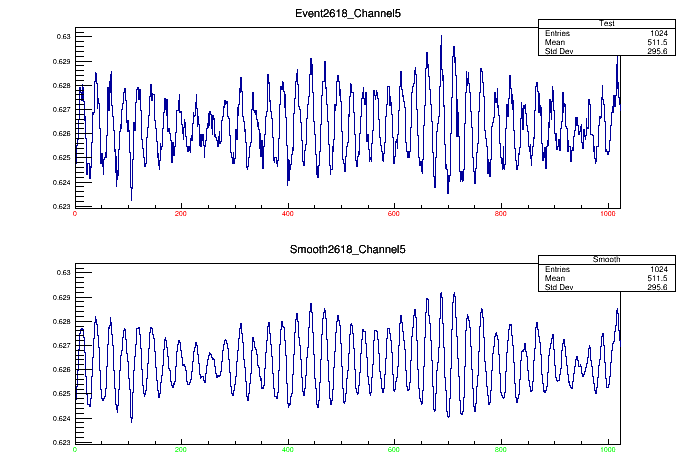 Event2618_Channel5
Test
Entries 1024
Mean 511.5
Std Dev 295.6
0.63
0.629
0.628
0.627
0.626
0.625
0.624
0.623
0 200 400 600 800 1000
Smooth2618_Channel5
Smooth
Entries 1024
Mean 511.5
Std Dev 295.6
0.63
0.629
0.628
0.627
0.626
0.625
0.624
0.623
0 200 400 600 800 1000